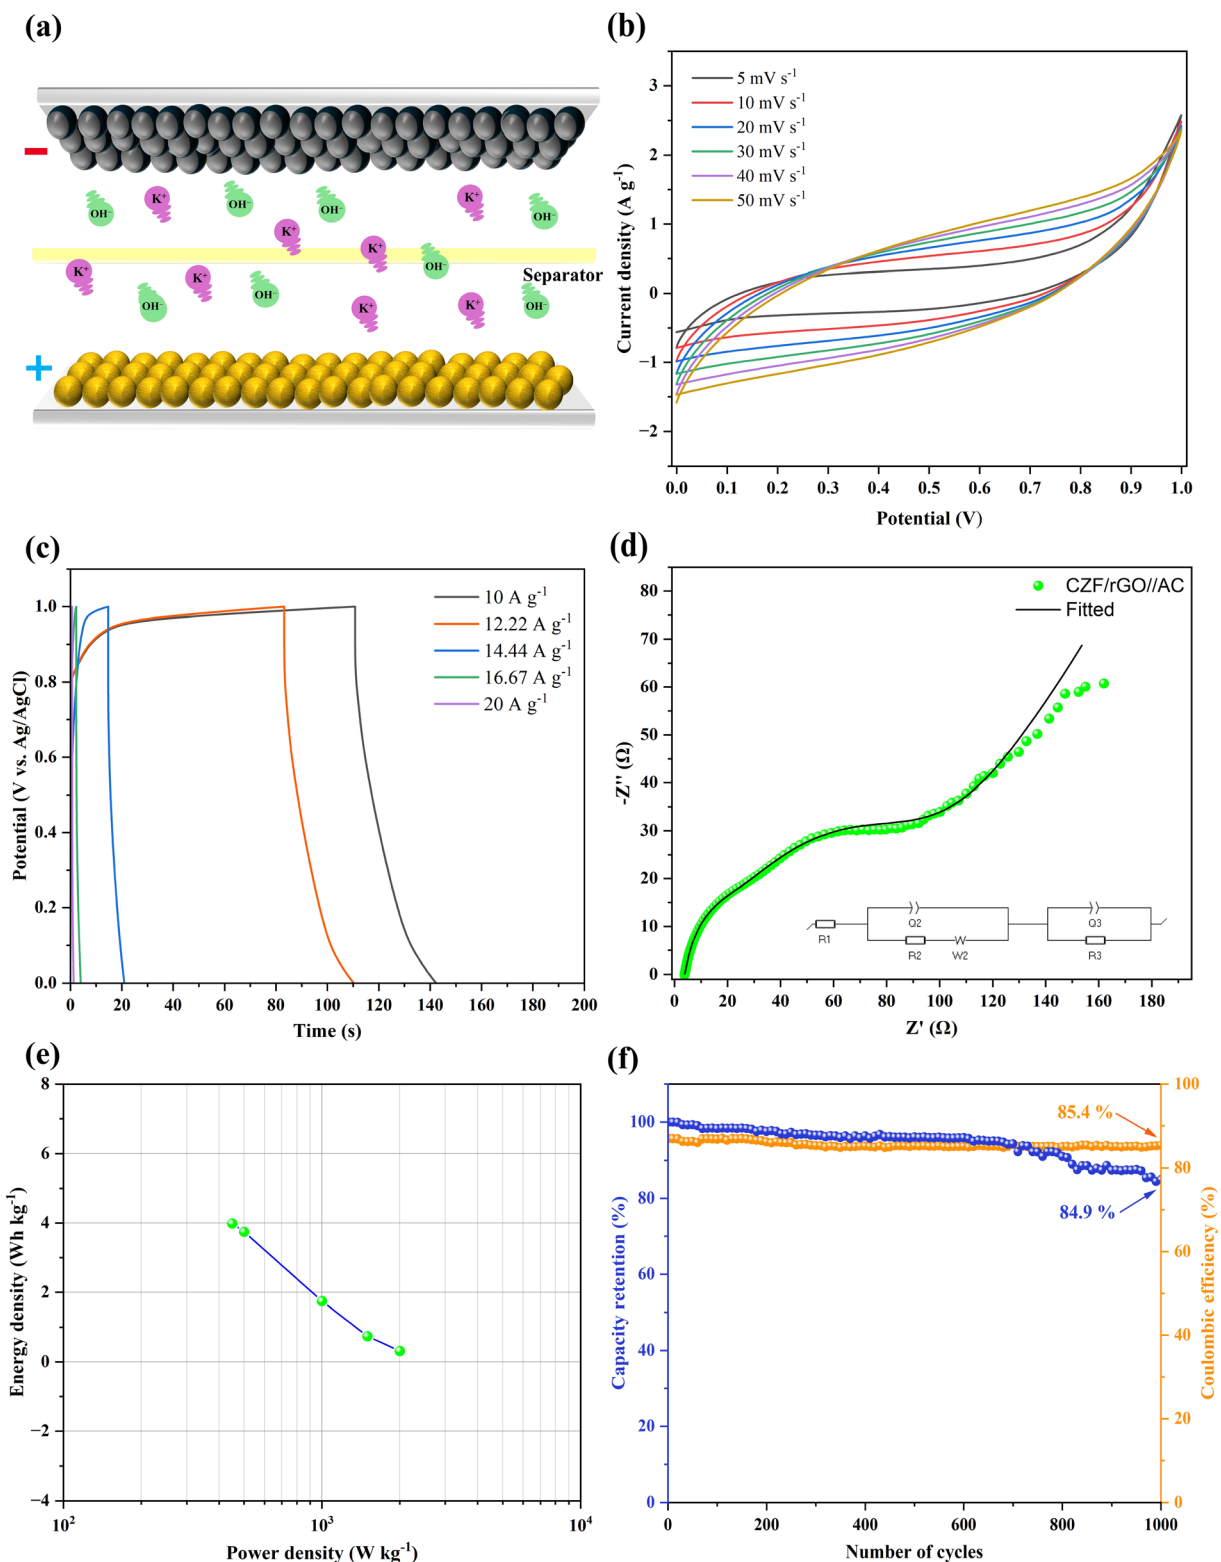 (a)
OH⁻
K⁺
OH⁻
OH⁻
K⁺
OH⁻
K⁺
K⁺
K⁺
K⁺
OH⁻
Separator
OH⁻
OH⁻
K⁺
K⁺
OH⁻
(b)
5 mV s⁻¹
10 mV s⁻¹
20 mV s⁻¹
30 mV s⁻¹
40 mV s⁻¹
50 mV s⁻¹
Current density (A g⁻¹)
3
2
1
0
−1
−2
0.0 0.1 0.2 0.3 0.4 0.5 0.6 0.7 0.8 0.9 1.0
Potential (V)
(c)
10 A g⁻¹
12.22 A g⁻¹
14.44 A g⁻¹
16.67 A g⁻¹
20 A g⁻¹
Potential (V vs. Ag/AgCl)
1.0
0.8
0.6
0.4
0.2
0.0
0 20 40 60 80 100 120 140 160 180 200
Time (s)
(d)
CZF/rGO//AC
Fitted
-Z'' (Ω)
80
70
60
50
40
30
20
10
0
R1
Q2
R2
W2
Q3
R3
0 20 40 60 80 100 120 140 160 180
Z' (Ω)
(e)
Energy density (Wh kg⁻¹)
8
6
4
2
0
−2
−4
10² 10³ 10⁴
Power density (W kg⁻¹)
(f)
Capacity retention (%)
100
80
60
40
20
0
85.4 %
84.9 %
Coulombic efficiency (%)
100
80
60
40
20
0
0 200 400 600 800 1000
Number of cycles